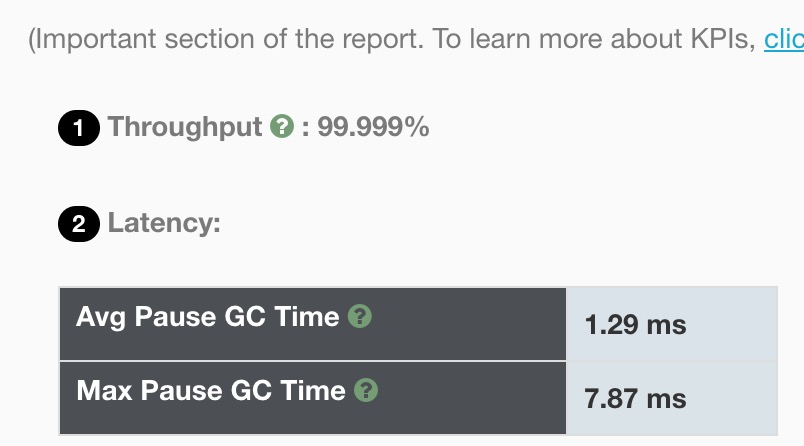 (Important section of the report. To learn more about KPIs,
1 Throughput ? : 99.999%
2 Latency:
Avg Pause GC Time ? 1.29 ms
Max Pause GC Time ? 7.87 ms